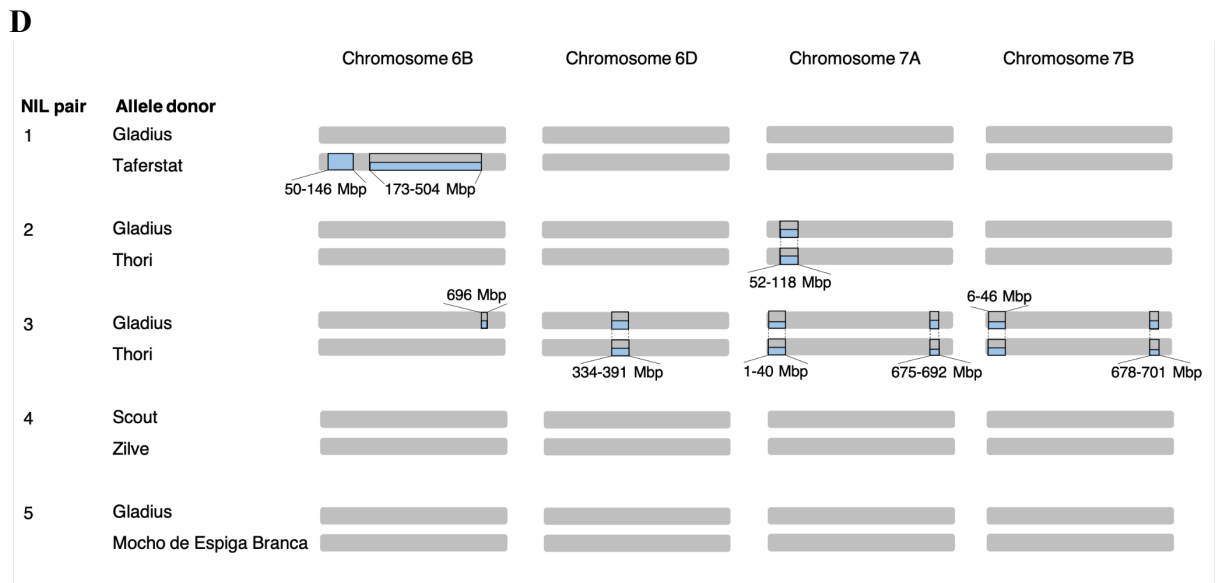 D
Chromosome 6B Chromosome 6D Chromosome 7A Chromosome 7B
NIL pair Allele donor
1 Gladius
Taferstat
50-146 Mbp 173-504 Mbp
2 Gladius
Thori
52-118 Mbp
696 Mbp 6-46 Mbp
3 Gladius
Thori
334-391 Mbp 1-40 Mbp 675-692 Mbp 678-701 Mbp
4 Scout
Zilve
5 Gladius
Mocho de Espiga Branca